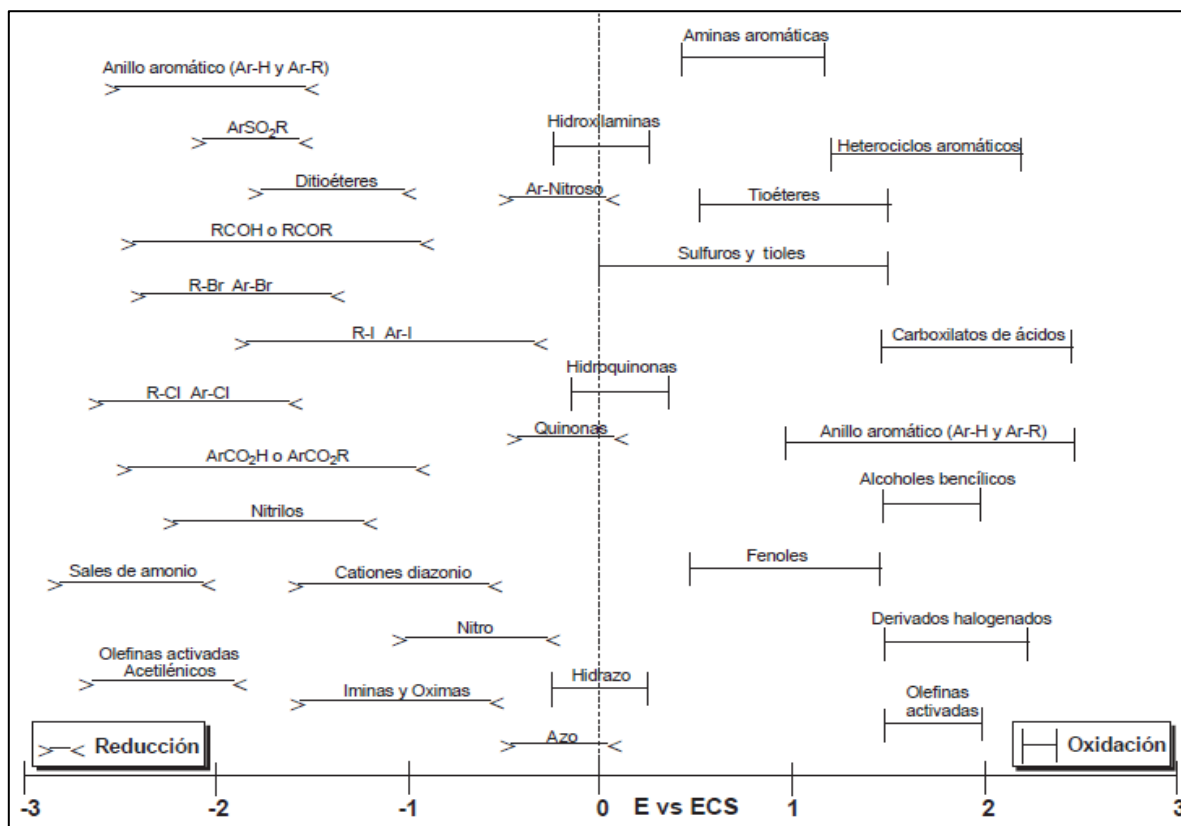 Aminas aromáticas
Anillo aromático (Ar-H y Ar-R)
Hidroxilaminas
ArSO2R
Heterociclos aromáticos
Ditioéteres
Ar-Nitroso
Tioéteres
RCOH o RCOR
Sulfuros y tioles
R-Br Ar-Br
R-I Ar-I
Carboxilatos de ácidos
Hidroquinonas
R-Cl Ar-Cl
Quinonas
Anillo aromático (Ar-H y Ar-R)
ArCO2H o ArCO2R
Alcoholes bencílicos
Nitrilos
Fenoles
Sales de amonio
Cationes diazonio
Derivados halogenados
Nitro
Olefinas activadas
Acetilénicos
Hidrazo
Iminas y Oximas
Olefinas
activadas
Azo
Reducción
Oxidación
-3 -2 -1 0 E vs ECS 1 2 3